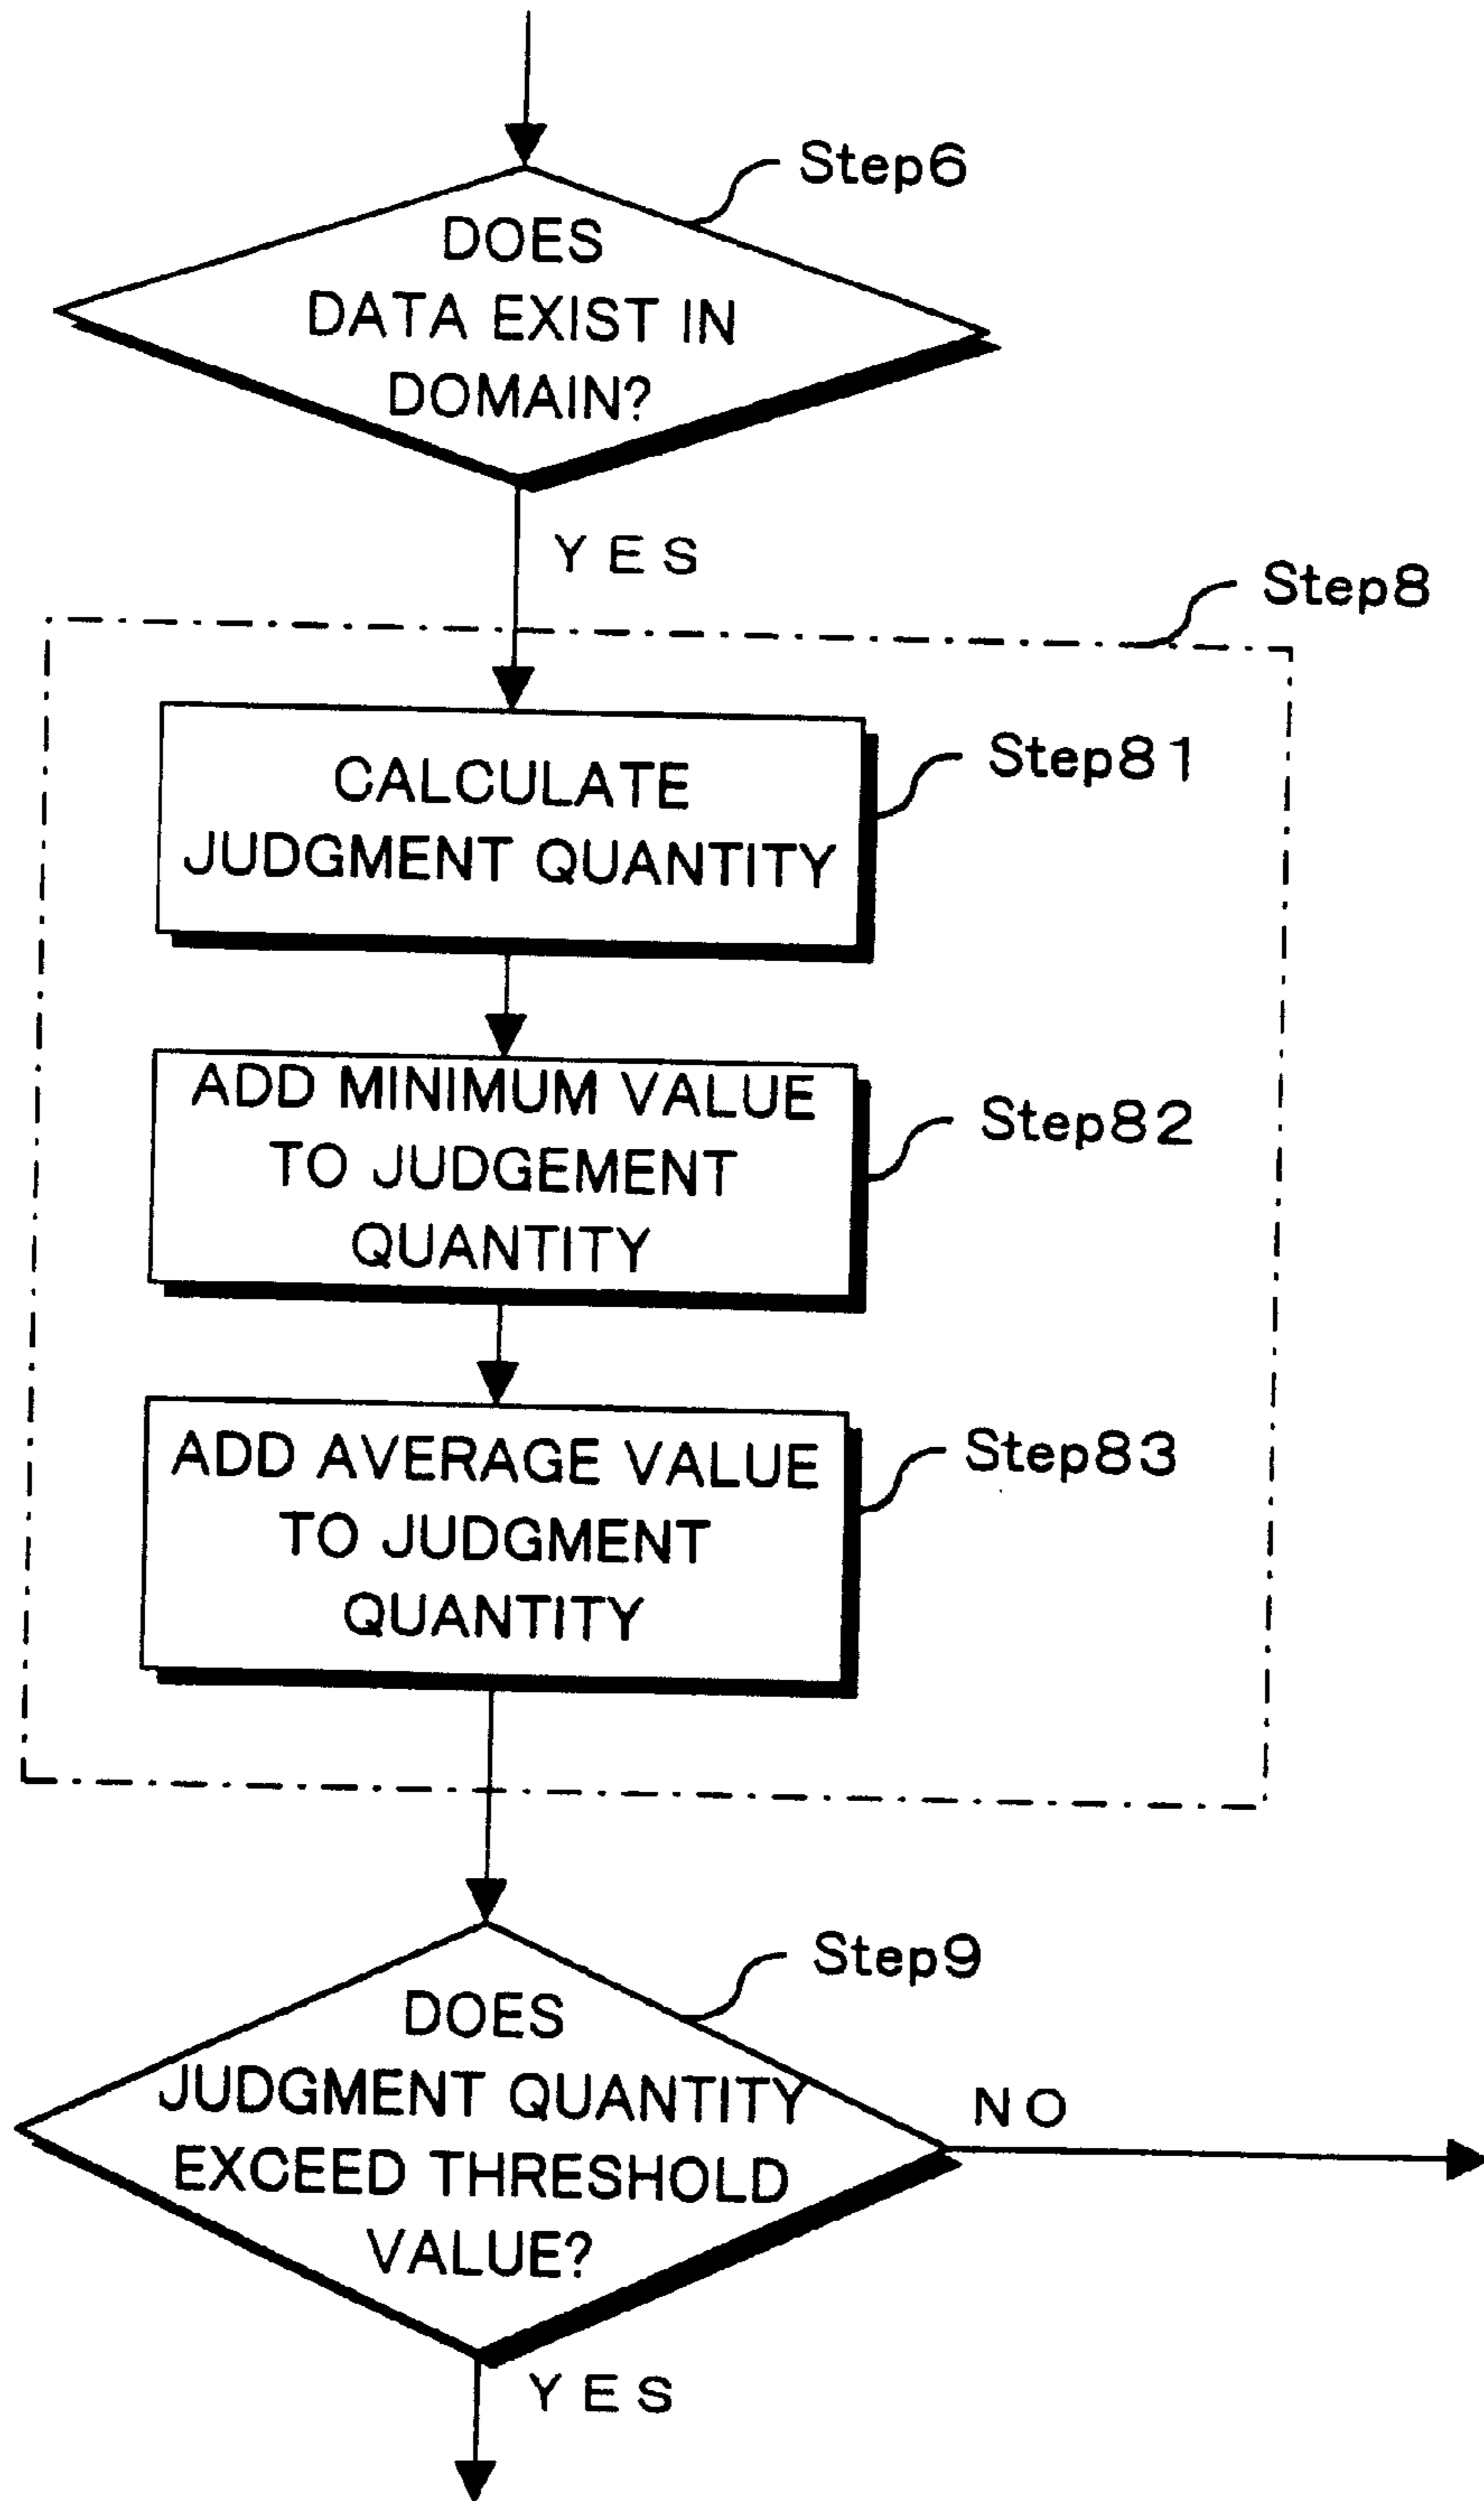 Step6
DOES
DATA EXIST IN
DOMAIN?
YES
Step8
CALCULATE
JUDGMENT QUANTITY
Step81
ADD MINIMUM VALUE
TO JUDGEMENT
QUANTITY
Step82
ADD AVERAGE VALUE
TO JUDGMENT
QUANTITY
Step83
Step9
DOES
JUDGMENT QUANTITY
EXCEED THRESHOLD
VALUE?
NO
YES